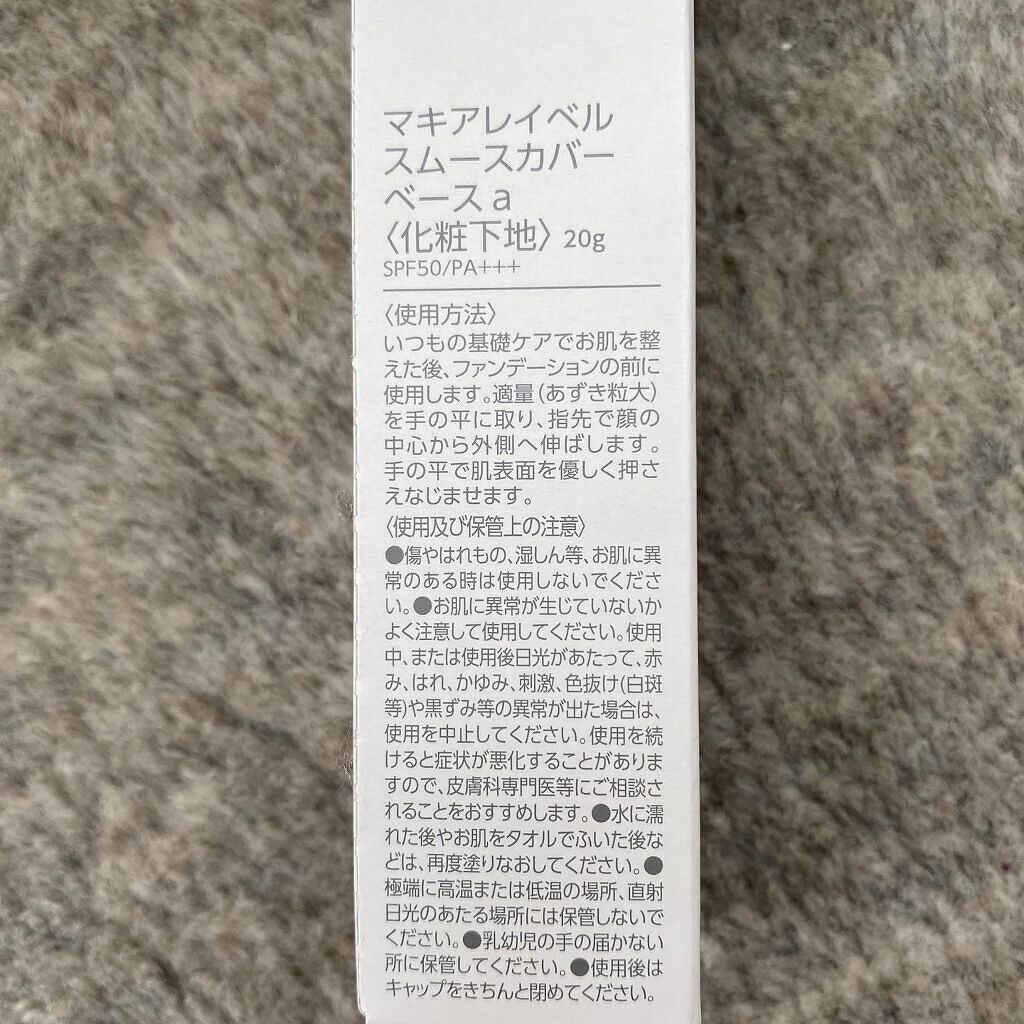 マキアレイベル
スムースカバー
ベースa
〈化粧下地〉20g
SPF50/PA+++
〈使用方法〉
いつもの基礎ケアでお肌を整
えた後、ファンデーションの前に
使用します。適量（あずき粒大）
を手の平に取り、指先で顔の
中心から外側へ伸ばします。
手の平で肌表面を優しく押さ
えなじませます。
〈使用及び保管上の注意〉
●傷やはれもの、湿しん等、お肌に異
常のある時は使用しないでくださ
い。●お肌に異常が生じていないか
よく注意して使用してください。使用
中、または使用後日光があたって、赤
み、はれ、かゆみ、刺激、色抜け(白斑
等)や黒ずみ等の異常が出た場合は、
使用を中止してください。使用を続
けると症状が悪化することがありま
すので、皮膚科専門医等にご相談さ
れることをおすすめします。●水に濡
れた後やお肌をタオルでふいた後な
どは、再度塗りなおしてください。●
極端に高温または低温の場所、直射
日光のあたる場所には保管しないで
ください。●乳幼児の手の届かない
所に保管してください。●使用後は
キャップをきちんと閉めてください。